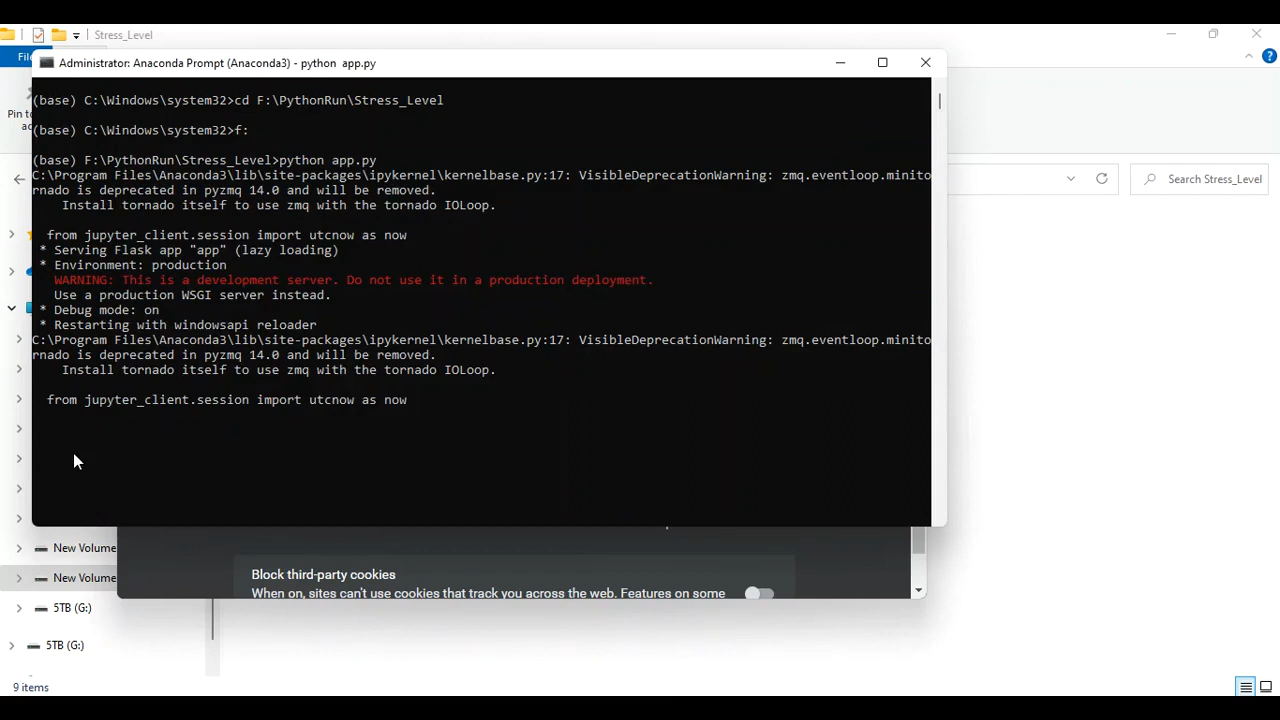 Stress_Level
Administrator: Anaconda Prompt (Anaconda3) - python  app.py
(base) C:\Windows\system32>cd F:\PythonRun\Stress_Level
(base) C:\Windows\system32>f:
(base) F:\PythonRun\Stress_Level>python app.py
C:\Program Files\Anaconda3\lib\site-packages\ipykernel\kernelbase.py:17: VisibleDeprecationWarning: zmq.eventloop.minito
rnado is deprecated in pyzmq 14.0 and will be removed.
Install tornado itself to use zmq with the tornado IOLoop.
from jupyter_client.session import utcnow as now
* Serving Flask app "app" (lazy loading)
* Environment: production
WARNING: This is a development server. Do not use it in a production deployment.
Use a production WSGI server instead.
* Debug mode: on
* Restarting with windowsapi reloader
C:\Program Files\Anaconda3\lib\site-packages\ipykernel\kernelbase.py:17: VisibleDeprecationWarning: zmq.eventloop.minito
rnado is deprecated in pyzmq 14.0 and will be removed.
Install tornado itself to use zmq with the tornado IOLoop.
from jupyter_client.session import utcnow as now
Search Stress_Level
Pin to
New Volume
New Volume
5TB (G:)
5TB (G:)
Block third-party cookies
When on, sites can't use cookies that track you across the web. Features on some
9 items